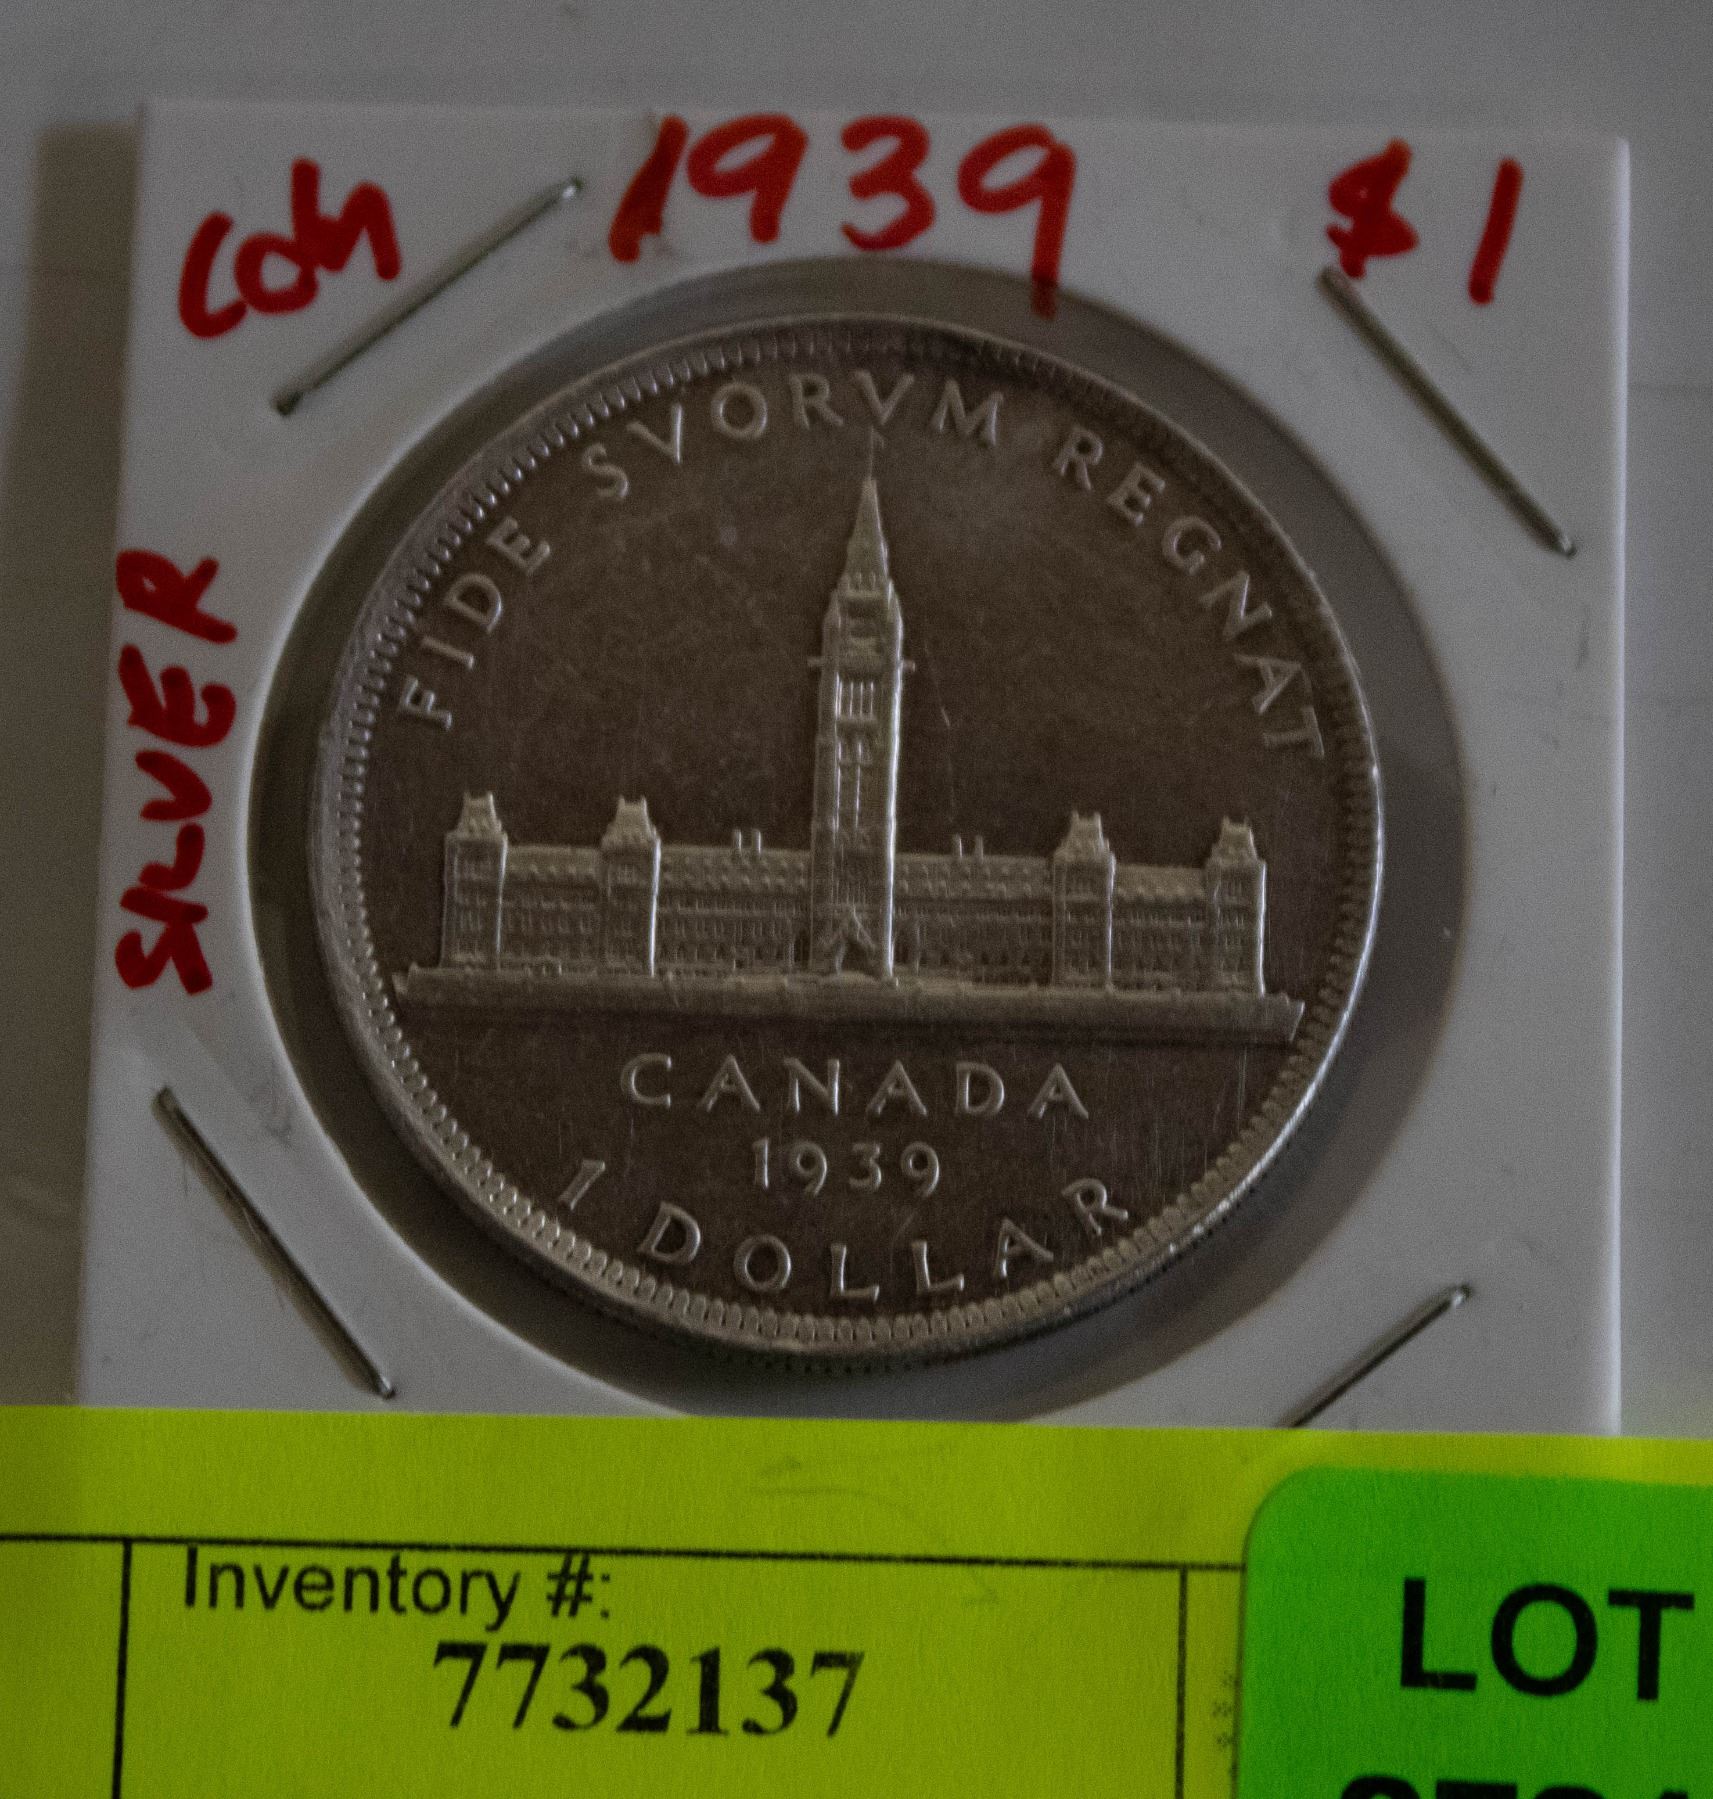 Cdn 1939 $1
SILVER
FIDE SVORVM REGNAT
CANADA
1939
1 DOLLAR
Inventory #:
7732137
LOT